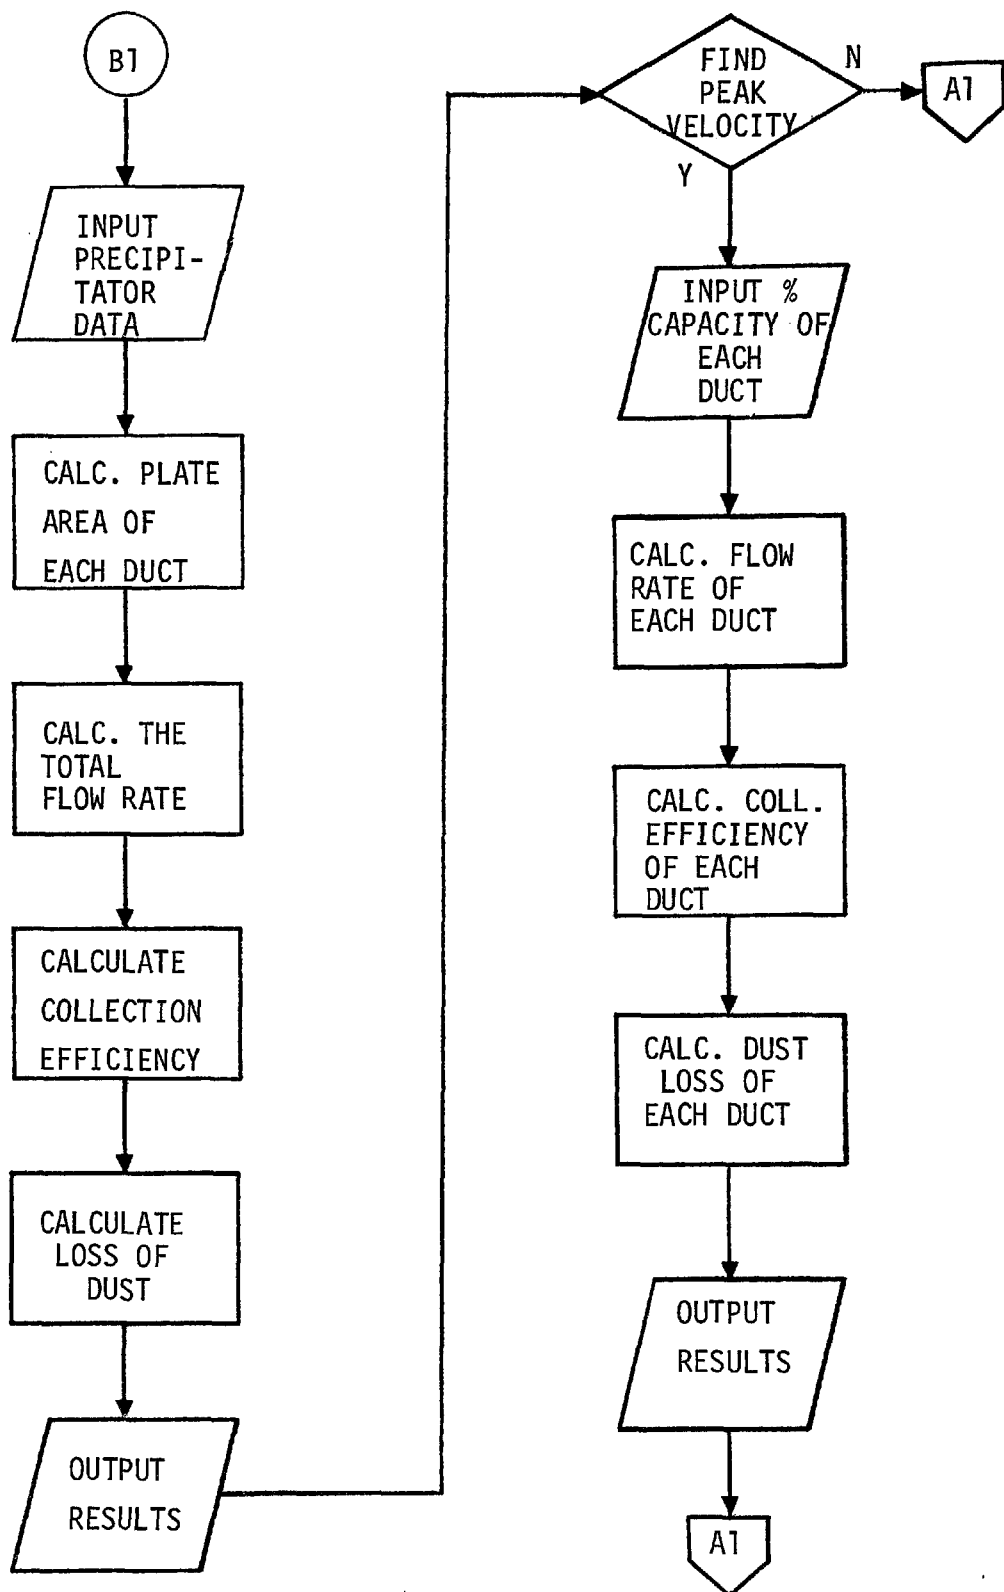 B1
INPUT
PRECIPI-
TATOR
DATA
CALC. PLATE
AREA OF
EACH DUCT
CALC. THE
TOTAL
FLOW RATE
CALCULATE
COLLECTION
EFFICIENCY
CALCULATE
LOSS OF
DUST
OUTPUT
RESULTS
FIND
PEAK
VELOCITY
N
A1
Y
INPUT %
CAPACITY OF
EACH
DUCT
CALC. FLOW
RATE OF
EACH DUCT
CALC. COLL.
EFFICIENCY
OF EACH
DUCT
CALC. DUST
LOSS OF
EACH DUCT
OUTPUT
RESULTS
A1